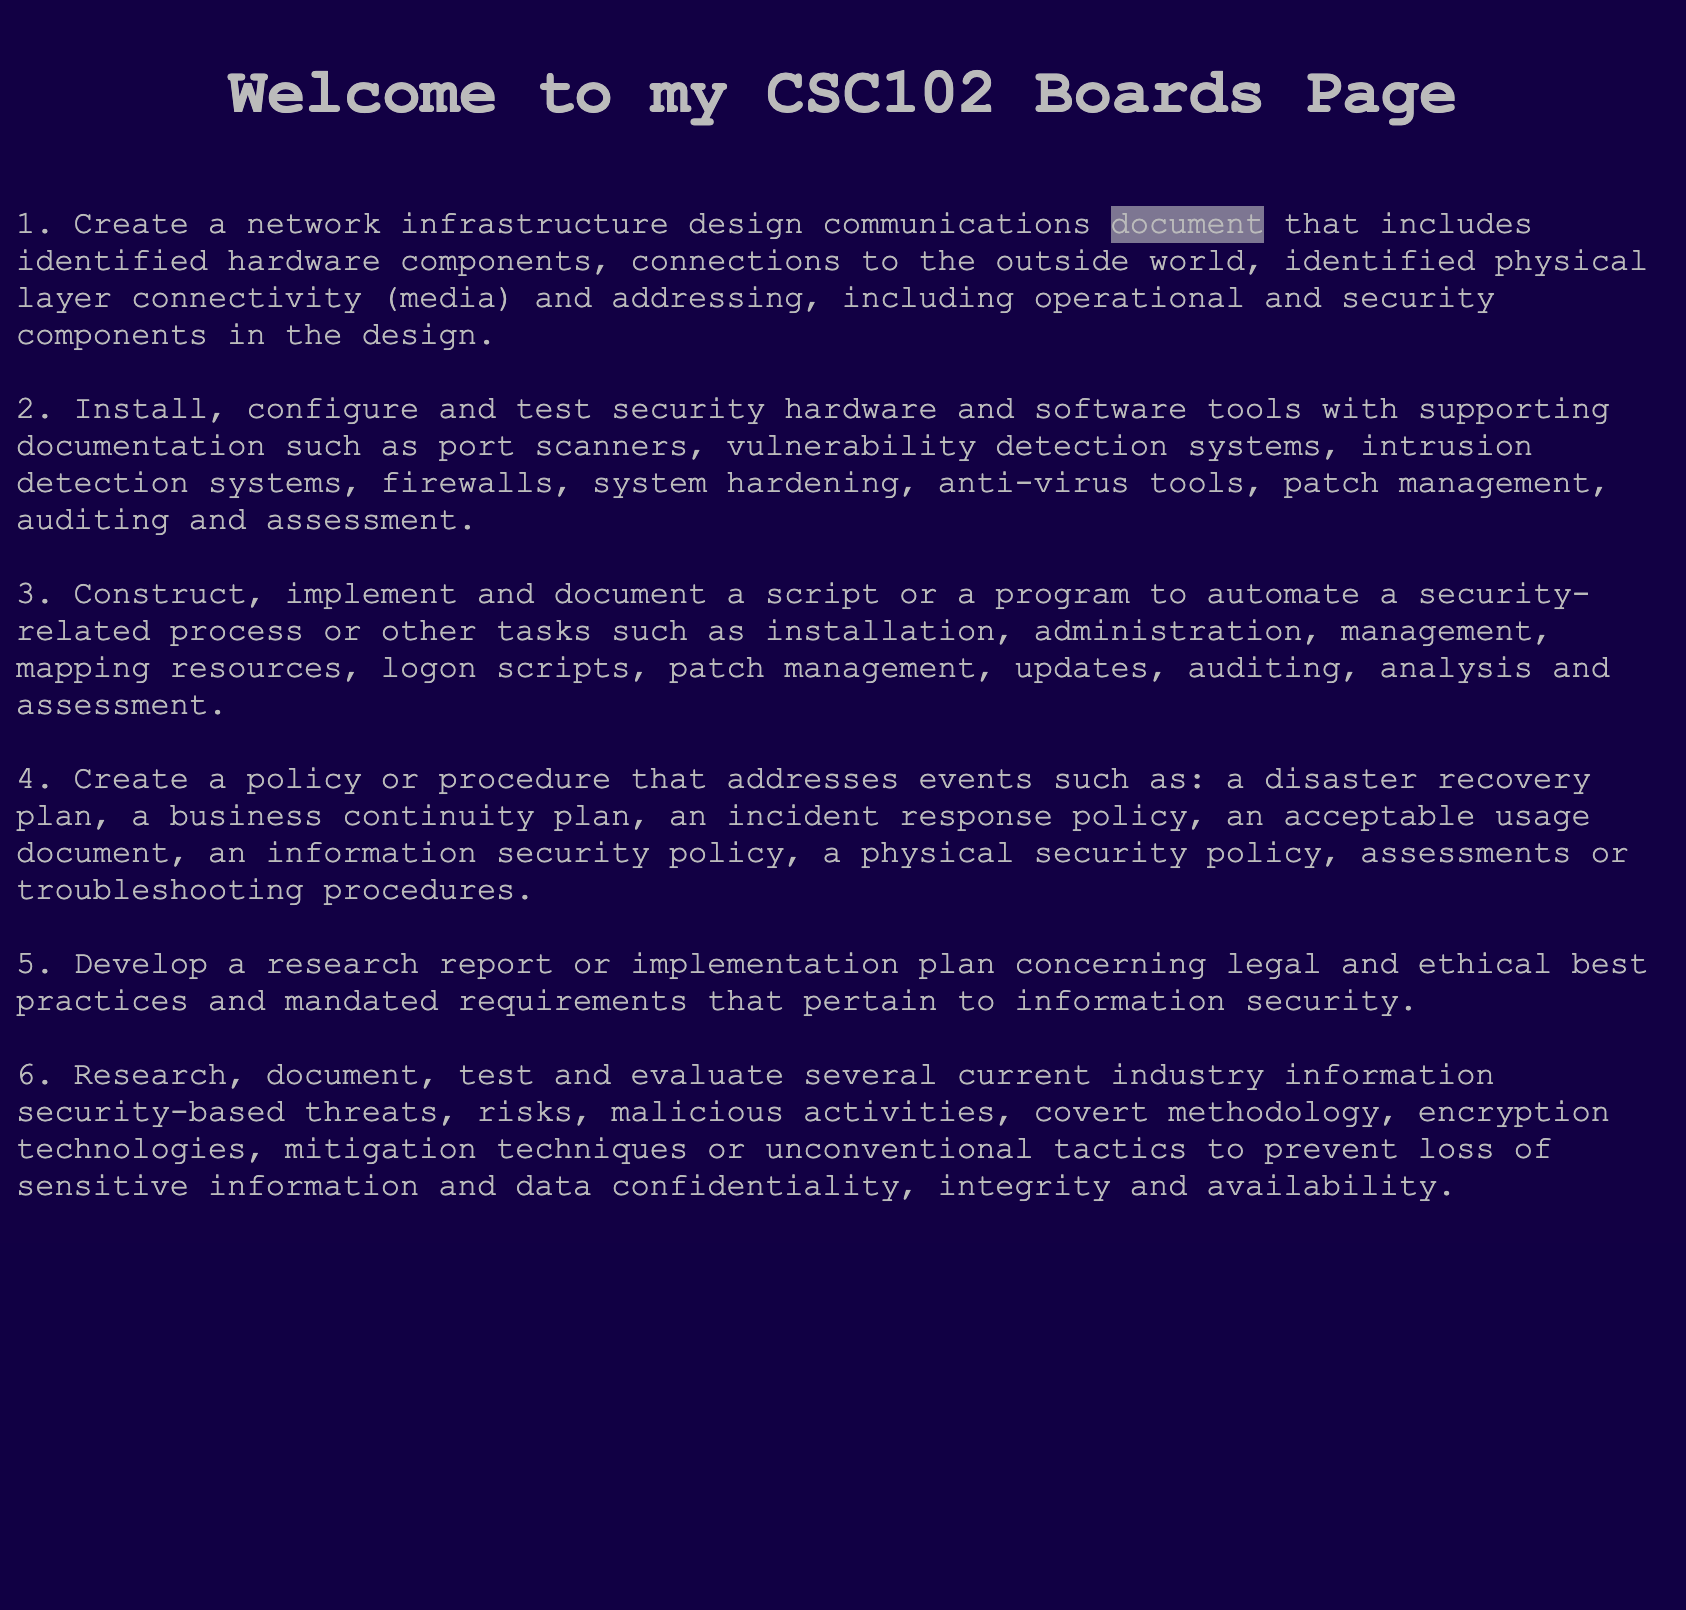 Welcome to my CSC102 Boards Page
1. Create a network infrastructure design communications document that includes
identified hardware components, connections to the outside world, identified physical
layer connectivity (media) and addressing, including operational and security
components in the design.
2. Install, configure and test security hardware and software tools with supporting
documentation such as port scanners, vulnerability detection systems, intrusion
detection systems, firewalls, system hardening, anti-virus tools, patch management,
auditing and assessment.
3. Construct, implement and document a script or a program to automate a security-
related process or other tasks such as installation, administration, management,
mapping resources, logon scripts, patch management, updates, auditing, analysis and
assessment.
4. Create a policy or procedure that addresses events such as: a disaster recovery
plan, a business continuity plan, an incident response policy, an acceptable usage
document, an information security policy, a physical security policy, assessments or
troubleshooting procedures.
5. Develop a research report or implementation plan concerning legal and ethical best
practices and mandated requirements that pertain to information security.
6. Research, document, test and evaluate several current industry information
security-based threats, risks, malicious activities, covert methodology, encryption
technologies, mitigation techniques or unconventional tactics to prevent loss of
sensitive information and data confidentiality, integrity and availability.